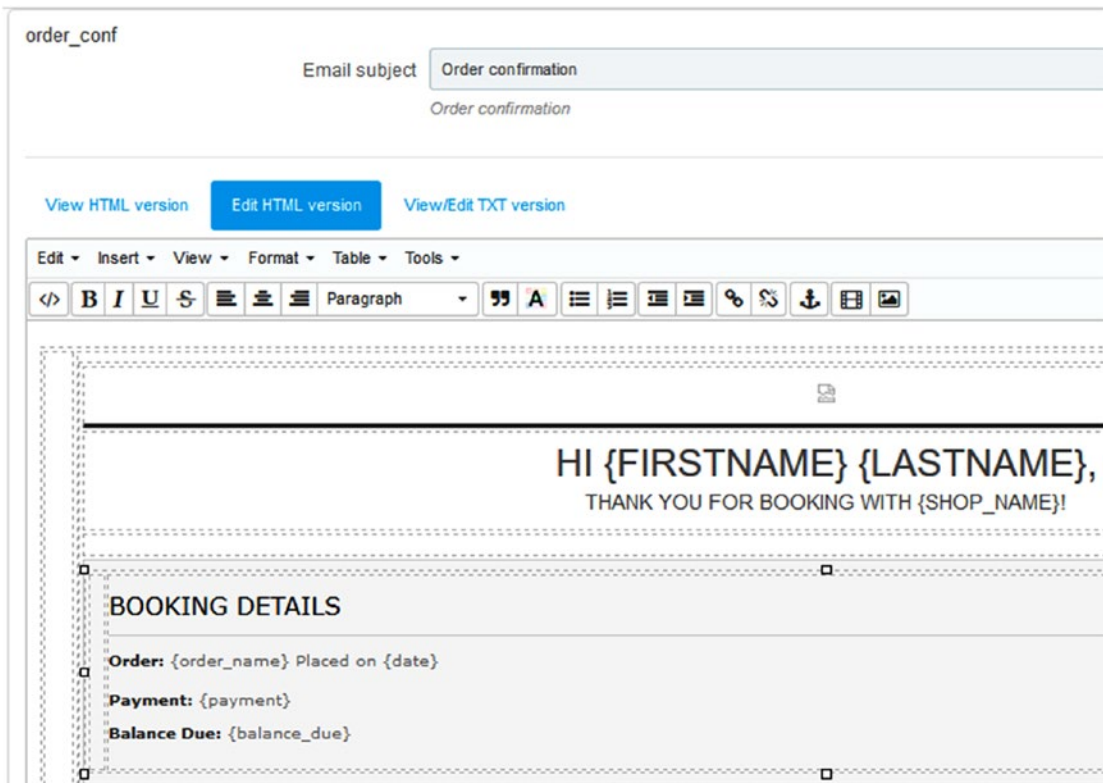 order_conf
Email subject Order confirmation
Order confirmation
View HTML version Edit HTML version View/Edit TXT version
Edit Insert View Format Table Tools
</> B I U S Paragraph A
HI {FIRSTNAME} {LASTNAME},
THANK YOU FOR BOOKING WITH {SHOP_NAME}!
BOOKING DETAILS
Order: {order_name} Placed on {date}
Payment: {payment}
Balance Due: {balance_due}